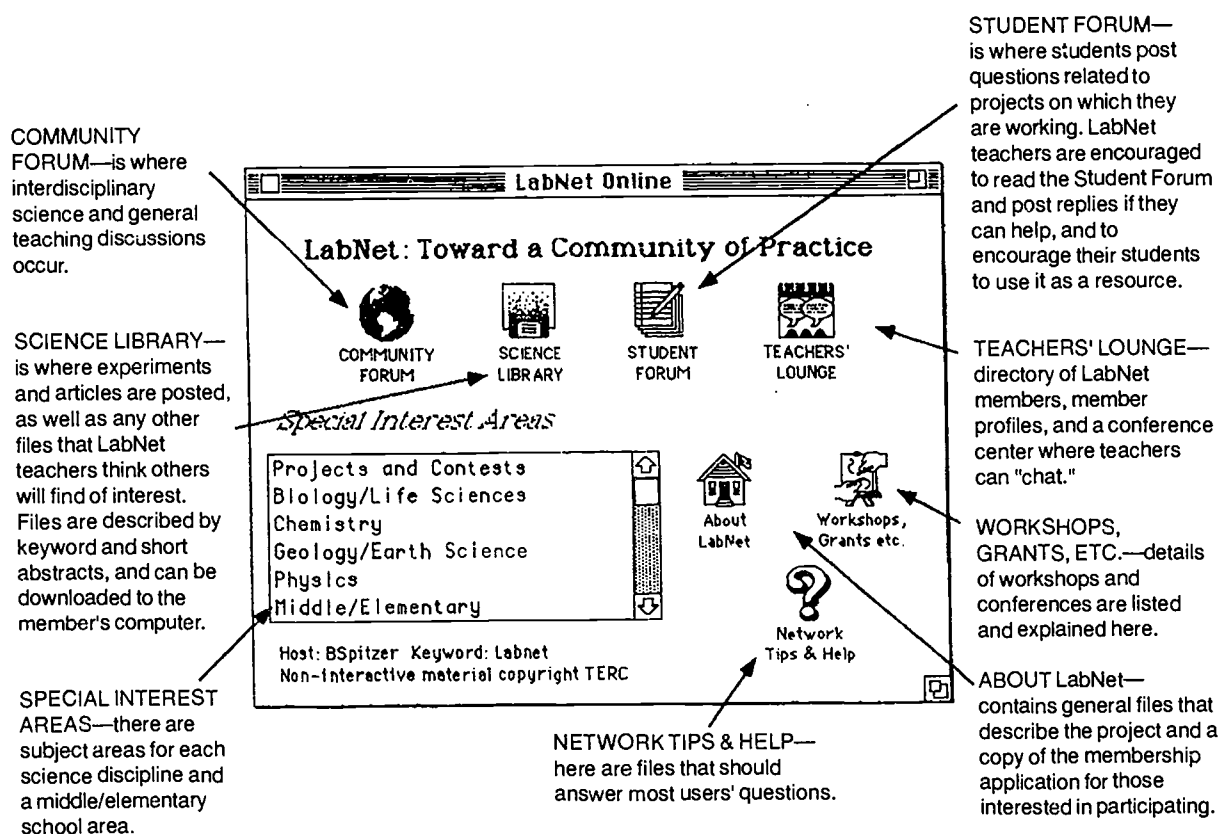 COMMUNITY
FORUM—is where
interdisciplinary
science and general
teaching discussions
occur.
SCIENCE LIBRARY—
is where experiments
and articles are posted,
as well as any other
files that LabNet
teachers think others
will find of interest.
Files are described by
keyword and short
abstracts, and can be
downloaded to the
member's computer.
SPECIAL INTEREST
AREAS—there are
subject areas for each
science discipline and
a middle/elementary
school area.
LabNet Online
LabNet: Toward a Community of Practice
COMMUNITY
FORUM
SCIENCE
LIBRARY
STUDENT
FORUM
TEACHERS'
LOUNGE
Special Interest Areas
Projects and Contests
Biology/Life Sciences
Chemistry
Geology/Earth Science
Physics
Middle/Elementary
About
LabNet
Workshops,
Grants etc.
Network
Tips & Help
Host: BSpitzer Keyword: Labnet
Non-interactive material copyright TERC
NETWORK TIPS & HELP—
here are files that should
answer most users' questions.
STUDENT FORUM—
is where students post
questions related to
projects on which they
are working. LabNet
teachers are encouraged
to read the Student Forum
and post replies if they
can help, and to
encourage their students
to use it as a resource.
TEACHERS' LOUNGE—
directory of LabNet
members, member
profiles, and a conference
center where teachers
can "chat."
WORKSHOPS,
GRANTS, ETC.—details
of workshops and
conferences are listed
and explained here.
ABOUT LabNet—
contains general files that
describe the project and a
copy of the membership
application for those
interested in participating.